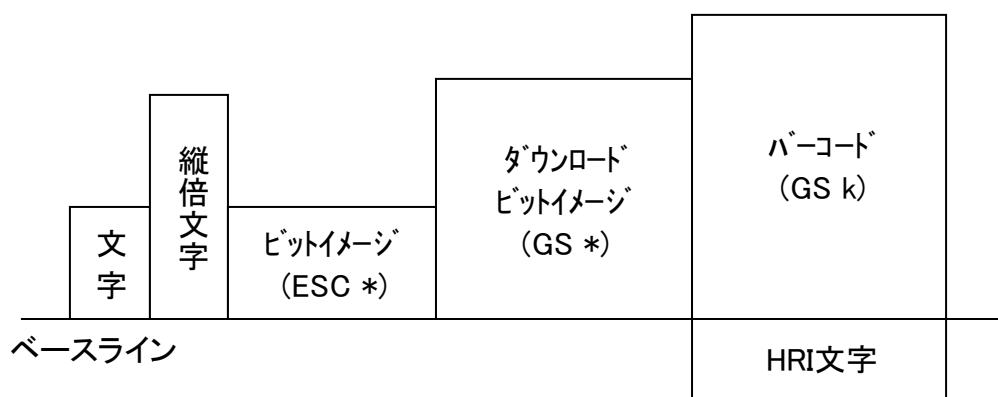 文
字
縦
倍
文
字
ﾋﾞｯﾄｲﾒｰｼﾞ
(ESC *)
ﾀﾞｳﾝﾛｰﾄﾞ
ﾋﾞｯﾄｲﾒｰｼﾞ
(GS *)
ﾊﾞｰｺｰﾄﾞ
(GS k)
ベースライン
HRI文字